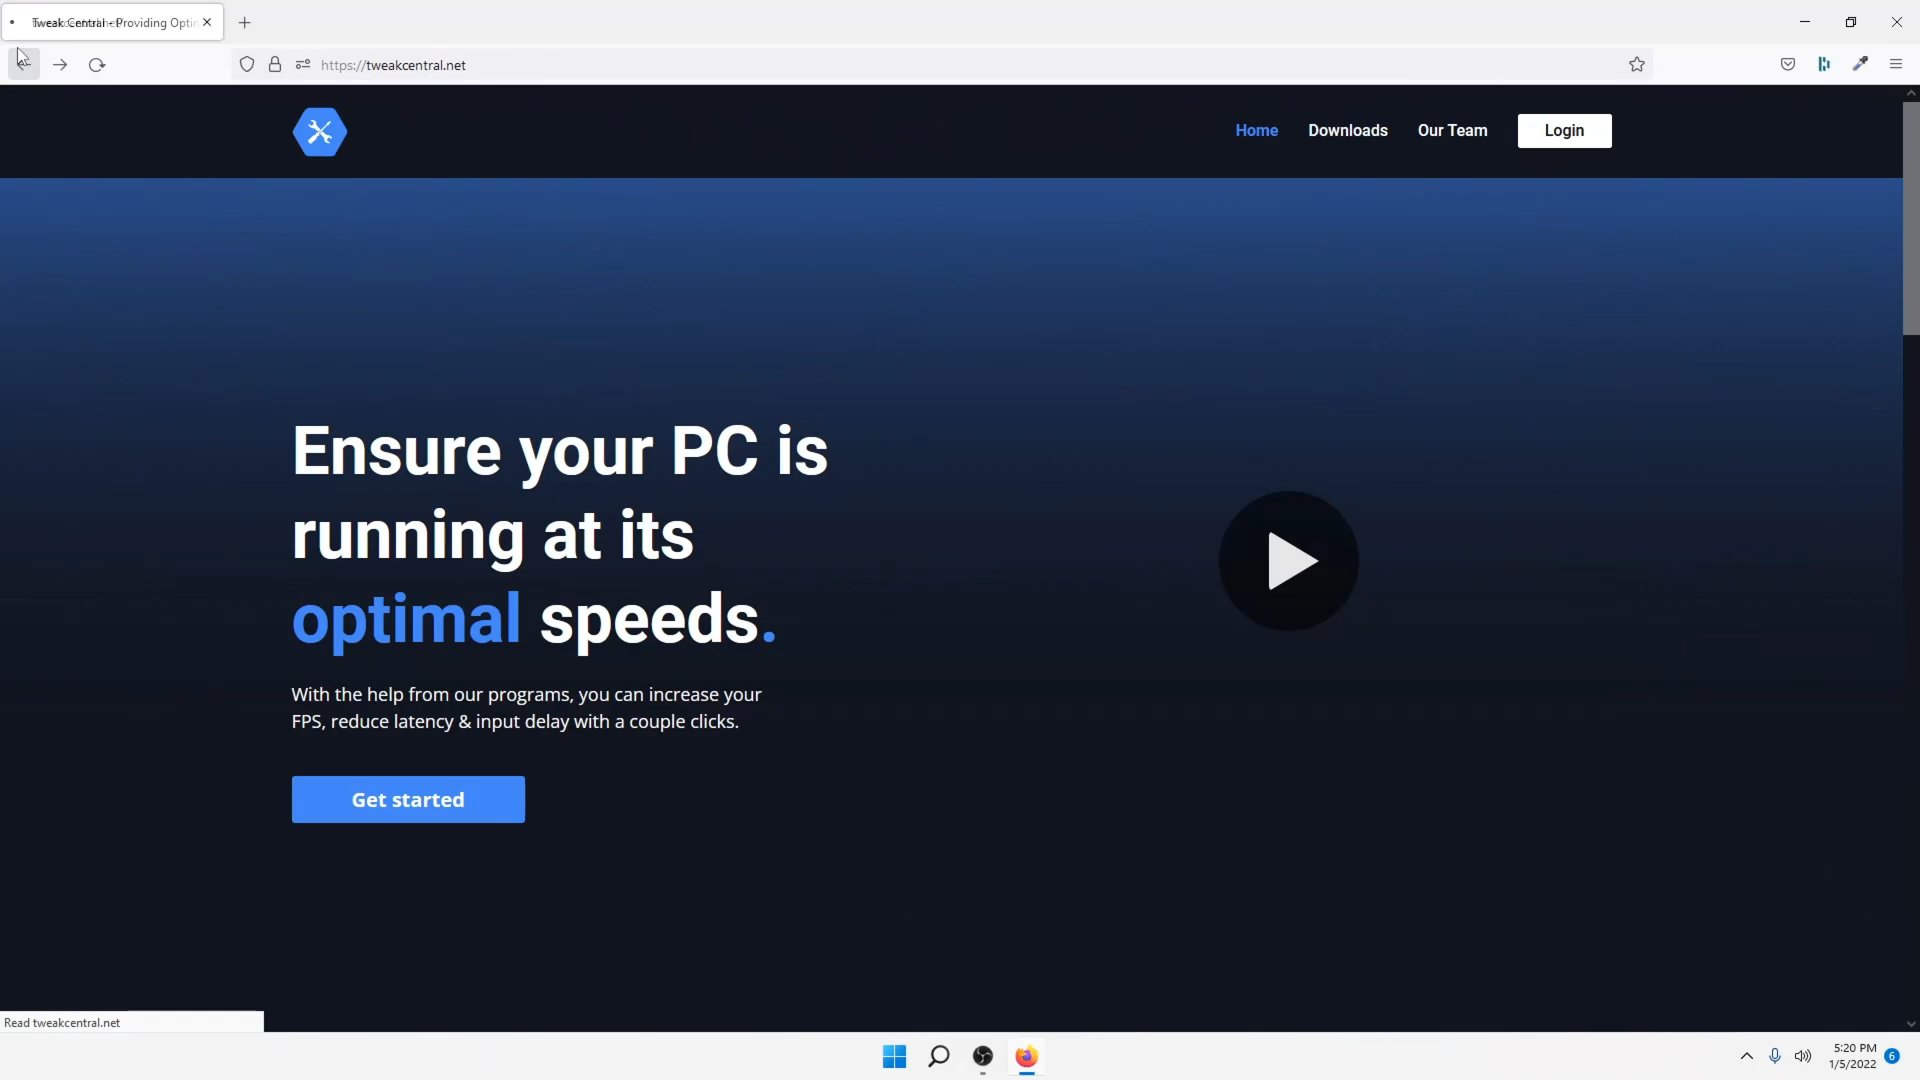 Tweak Central - Providing Optin
https://tweakcentral.net
Home
Downloads
Our Team
Login
Ensure your PC is
running at its
optimal speeds.
With the help from our programs, you can increase your
FPS, reduce latency & input delay with a couple clicks.
Get started
Read tweakcentral.net
5:20 PM
1/5/2022
6